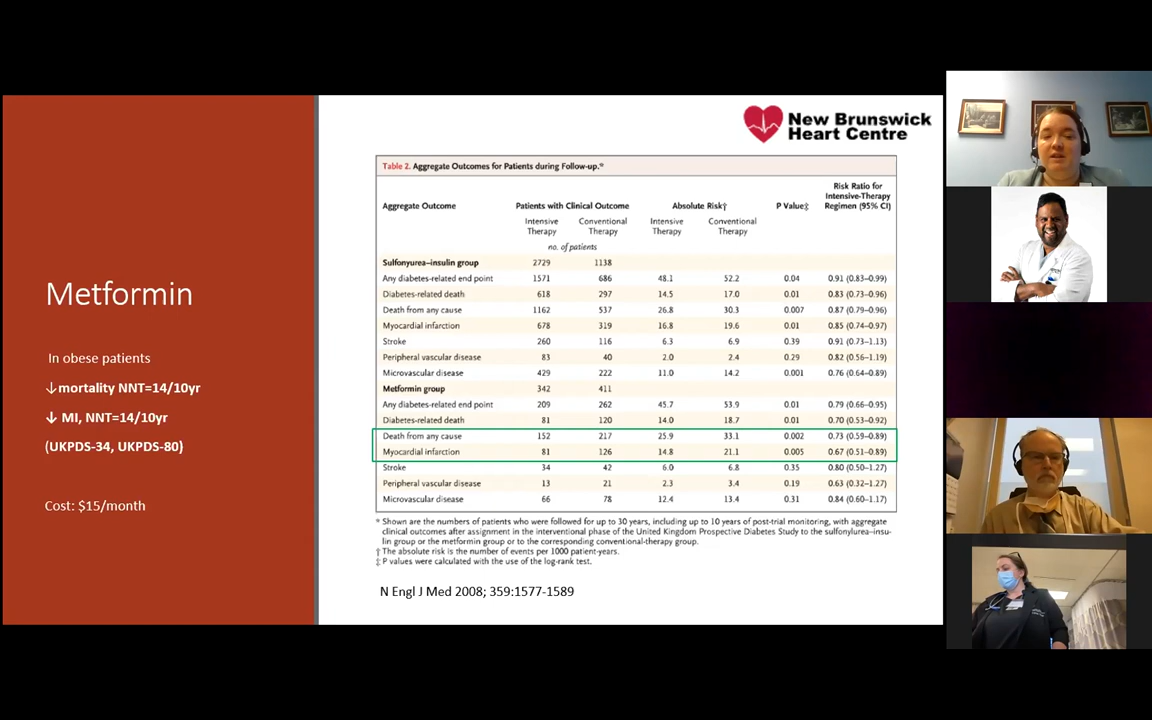 New Brunswick
Heart Centre
Metformin
In obese patients
↓mortality NNT=14/10yr
↓ MI, NNT=14/10yr
(UKPDS-34, UKPDS-80)
Cost: $15/month
Table 2. Aggregate Outcomes for Patients during Follow-up.*
Aggregate Outcome Patients with Clinical Outcome Absolute Risk† P Value‡ Risk Ratio for Intensive-Therapy Regimen (95% CI)
Intensive Therapy Conventional Therapy Intensive Therapy Conventional Therapy
no. of patients
Sulfonyurea–insulin group 2729 1138
Any diabetes-related end point 1571 686 48.1 52.2 0.04 0.91 (0.83–0.99)
Diabetes-related death 618 297 14.5 17.0 0.01 0.83 (0.73–0.96)
Death from any cause 1162 537 26.8 30.3 0.007 0.87 (0.79–0.96)
Myocardial infarction 678 319 16.8 19.6 0.01 0.85 (0.74–0.97)
Stroke 260 116 6.3 6.9 0.39 0.91 (0.73–1.13)
Peripheral vascular disease 83 40 2.0 2.4 0.29 0.82 (0.56–1.19)
Microvascular disease 429 222 11.0 14.2 0.001 0.76 (0.64–0.89)
Metformin group 342 411
Any diabetes-related end point 209 262 45.7 53.9 0.01 0.79 (0.66–0.95)
Diabetes-related death 81 120 14.0 18.7 0.01 0.70 (0.53–0.92)
Death from any cause 152 217 25.9 33.1 0.002 0.73 (0.59–0.89)
Myocardial infarction 81 126 14.8 21.1 0.005 0.67 (0.51–0.89)
Stroke 34 42 6.0 6.8 0.35 0.80 (0.50–1.27)
Peripheral vascular disease 13 21 2.3 3.4 0.19 0.63 (0.32–1.27)
Microvascular disease 66 78 12.4 13.4 0.31 0.84 (0.60–1.17)
* Shown are the numbers of patients who were followed for up to 30 years, including up to 10 years of post-trial monitoring, with aggregate
clinical outcomes after assignment in the interventional phase of the United Kingdom Prospective Diabetes Study to the sulfonylurea–insu-
lin group or the metformin group or to the corresponding conventional-therapy group.
† The absolute risk is the number of events per 1000 patient-years.
‡ P values were calculated with the use of the log-rank test.
N Engl J Med 2008; 359:1577-1589